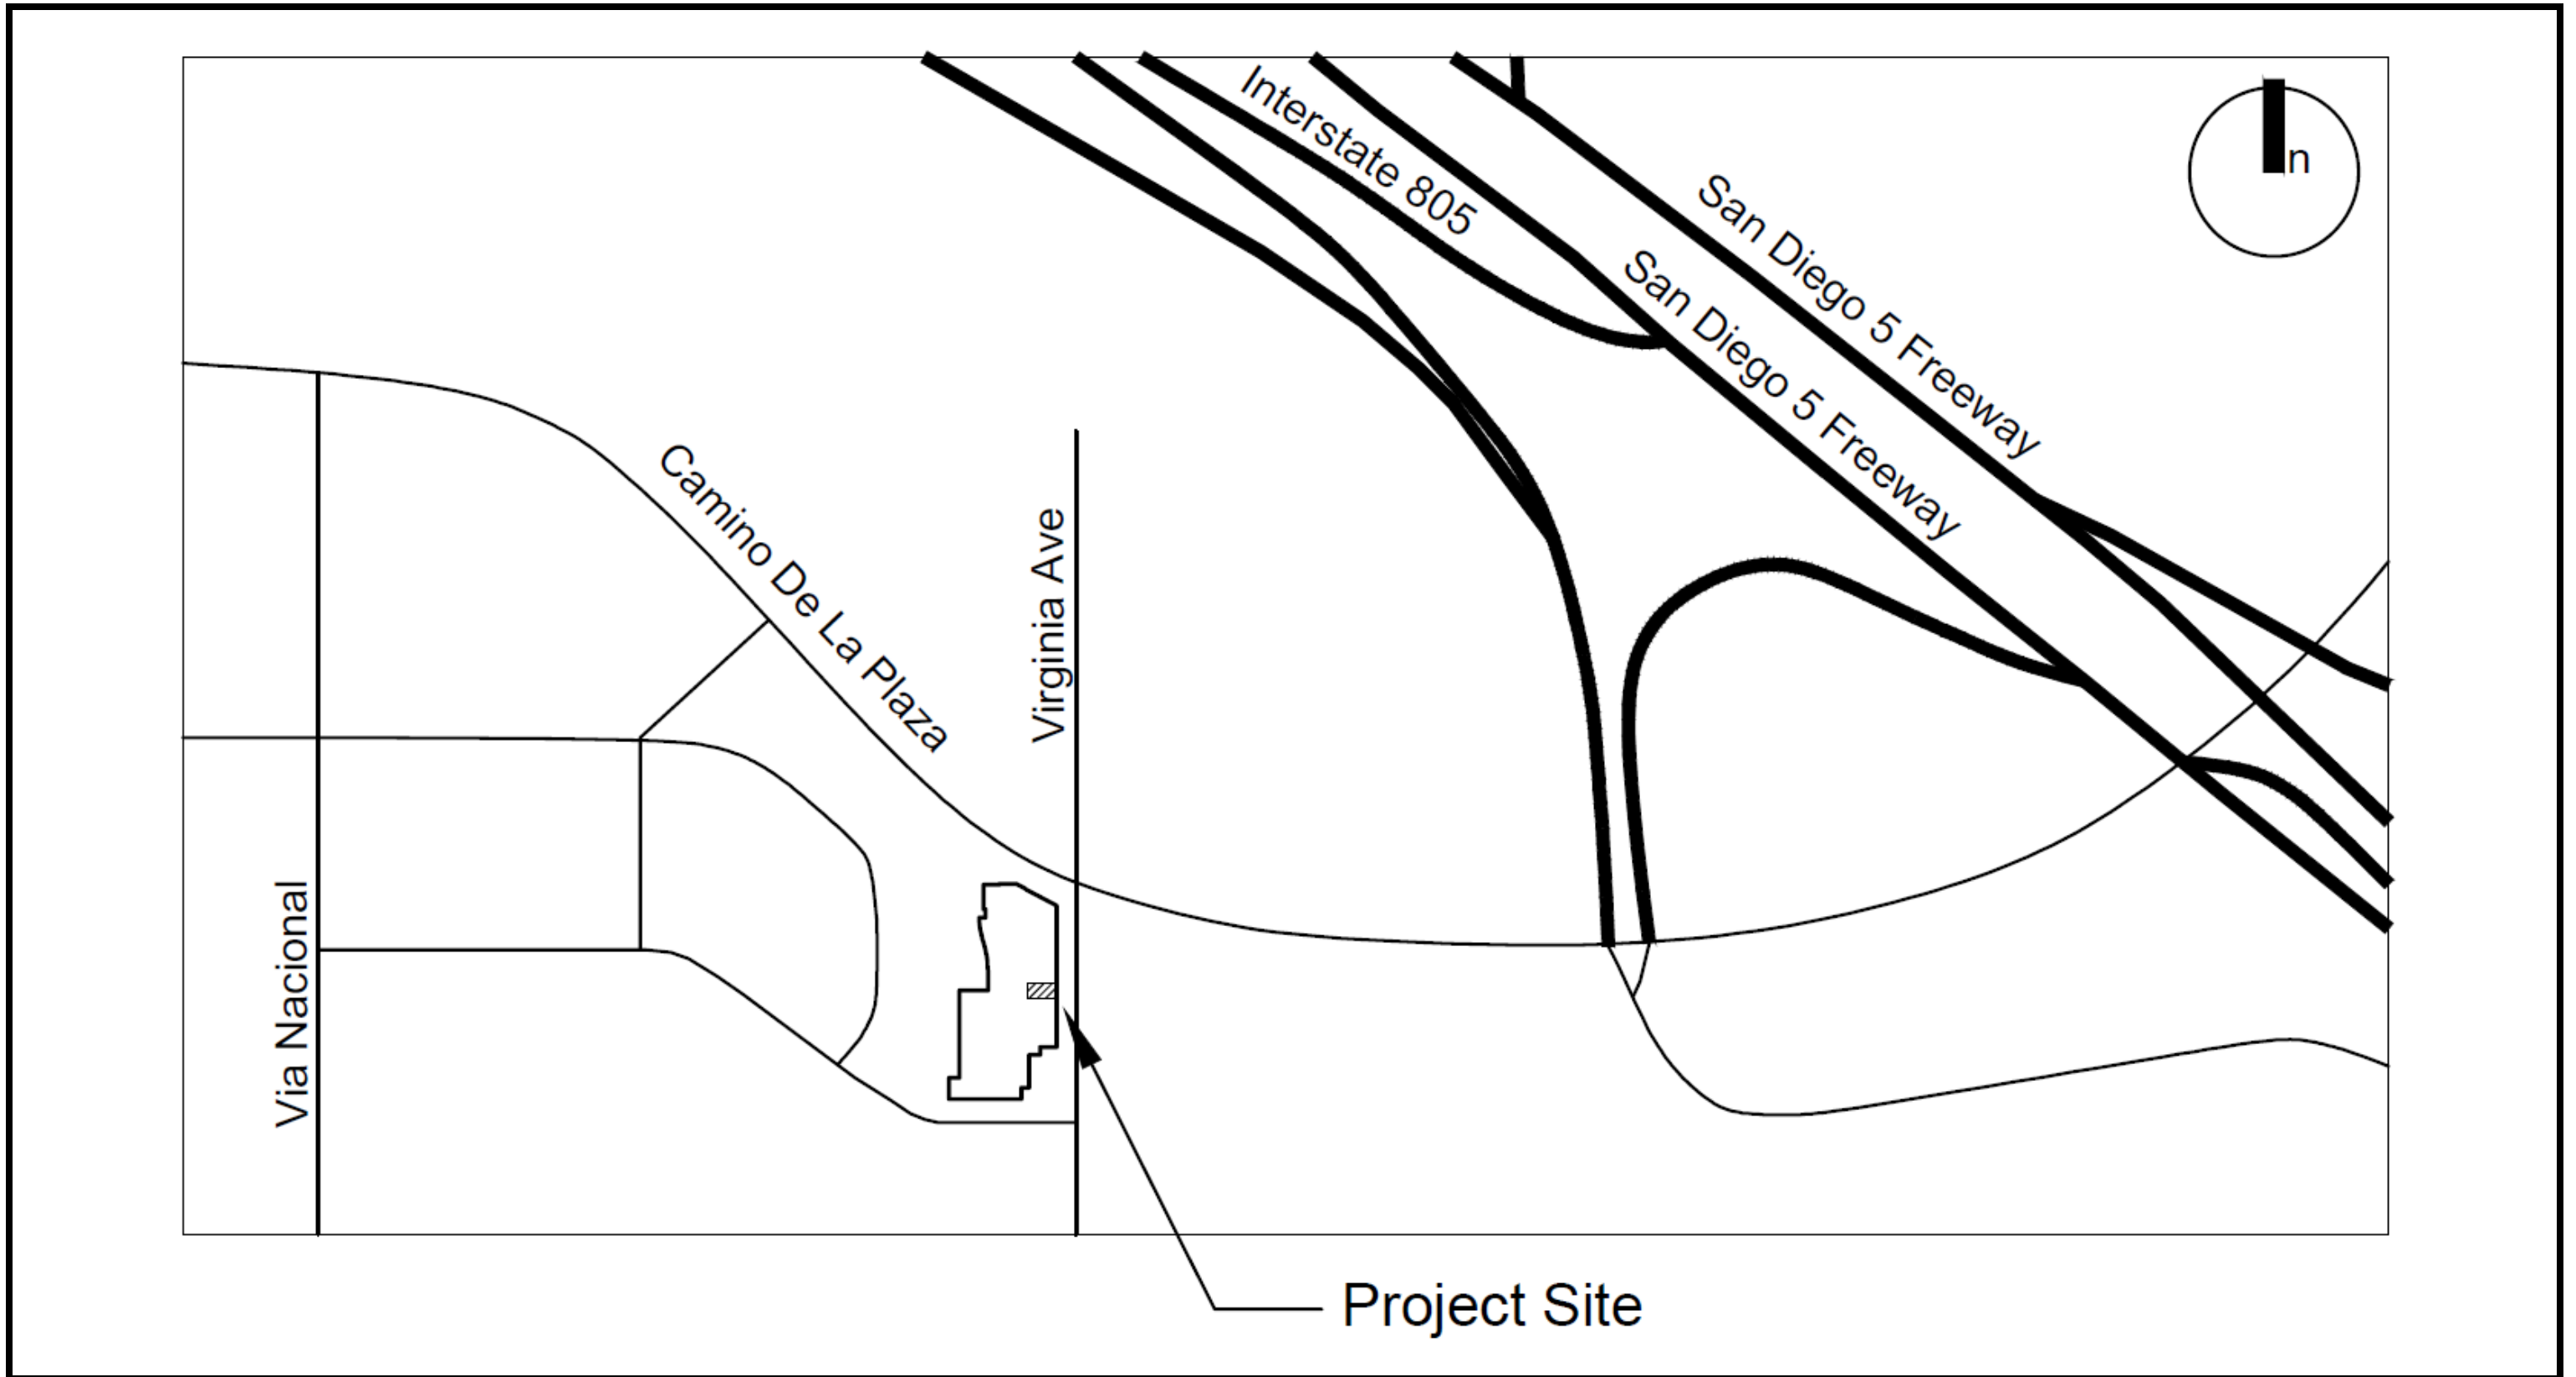 Interstate 805
n
San Diego 5 Freeway
San Diego 5 Freeway
Camino De La Plaza
Virginia Ave
Via Nacional
Project Site